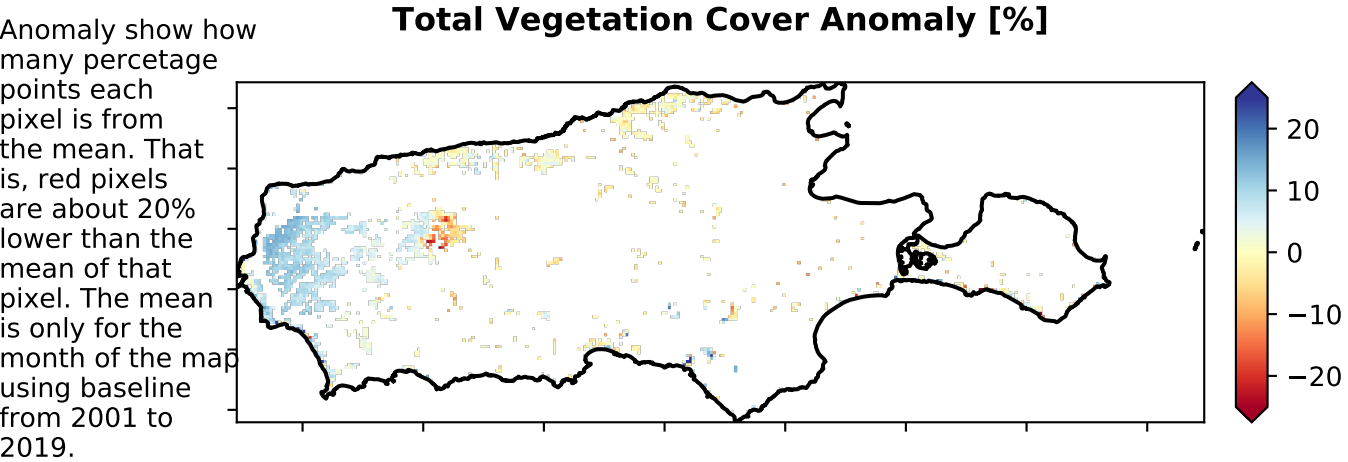 Total Vegetation Cover Anomaly [%]
Anomaly show how
many percetage
points each
pixel is from
the mean. That
is, red pixels
are about 20%
lower than the
mean of that
pixel. The mean
is only for the
month of the map
using baseline
from 2001 to
2019.
20
10
0
−10
−20